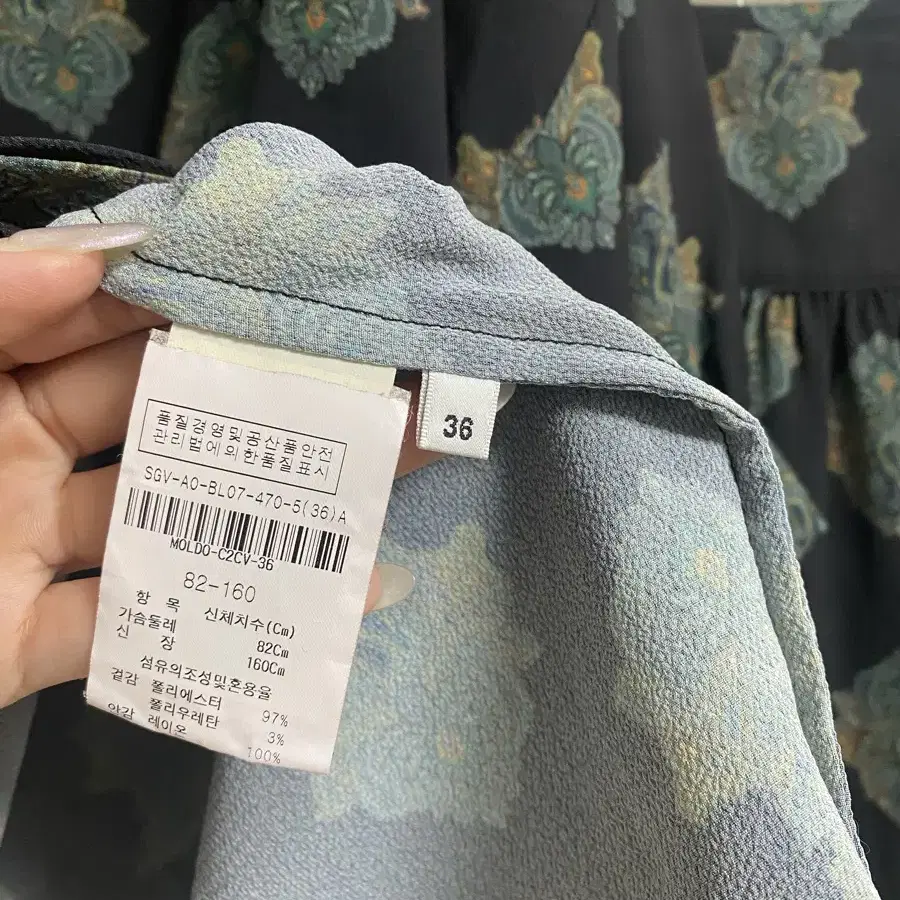 품질경영및공산품안전
관리법에의한품질표시
SGV-A0-BL07-470-5(36)A
MOLDO-C2CV-36
82-160
항 목 신체치수(Cm)
가슴둘레 82Cm
신 장 160Cm
섬유의조성및혼용율
겉감 폴리에스터 97%
폴리우레탄 3%
안감 레이온 100%
36